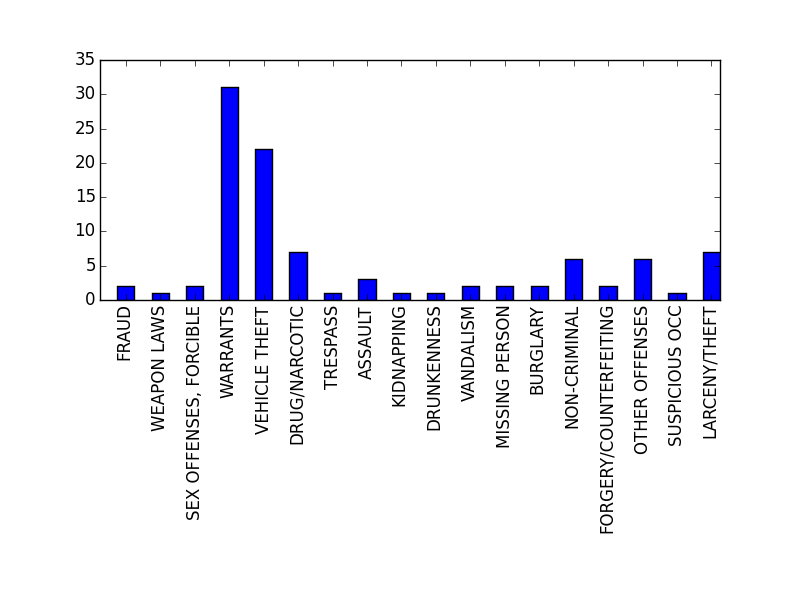 35
30
25
20
15
10
5
0
FRAUD
WEAPON LAWS
SEX OFFENSES, FORCIBLE
WARRANTS
VEHICLE THEFT
DRUG/NARCOTIC
TRESPASS
ASSAULT
KIDNAPPING
DRUNKENNESS
VANDALISM
MISSING PERSON
BURGLARY
NON-CRIMINAL
FORGERY/COUNTERFEITING
OTHER OFFENSES
SUSPICIOUS OCC
LARCENY/THEFT